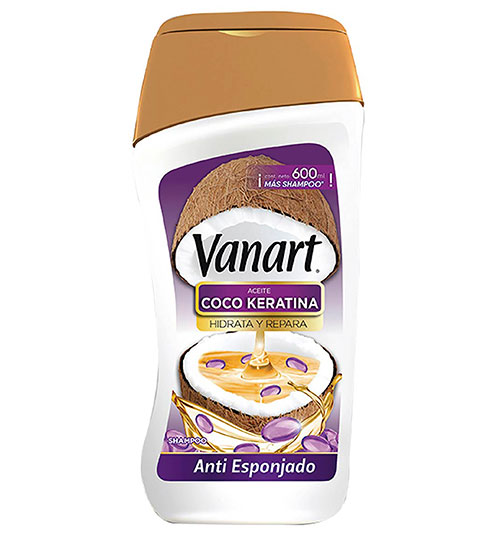 ¡ cont. neto 600 ml
MÁS SHAMPOO* !
Vanart®
ACEITE
COCO KERATINA
HIDRATA Y REPARA
SHAMPOO
Anti Esponjado